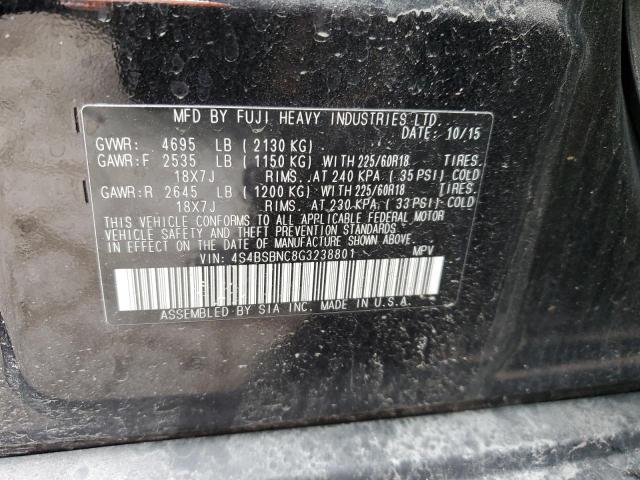 MFD BY FUJI HEAVY INDUSTRIES LTD.
DATE: 10/15
GVWR: 4695 LB ( 2130 KG)
GAWR:F 2535 LB ( 1150 KG) WITH 225/60R18 TIRES.
18X7J RIMS. AT 240 KPA ( 35 PSI) COLD
GAWR:R 2645 LB ( 1200 KG) WITH 225/60R18 TIRES.
18X7J RIMS. AT 230 KPA ( 33 PSI) COLD
THIS VEHICLE CONFORMS TO ALL APPLICABLE FEDERAL MOTOR
VEHICLE SAFETY AND THEFT PREVENTION STANDARDS
IN EFFECT ON THE DATE OF MANUFACTURE SHOWN ABOVE.
VIN: 4S4BSBNC8G3238801 MPV
ASSEMBLED BY SIA INC. MADE IN U.S.A.